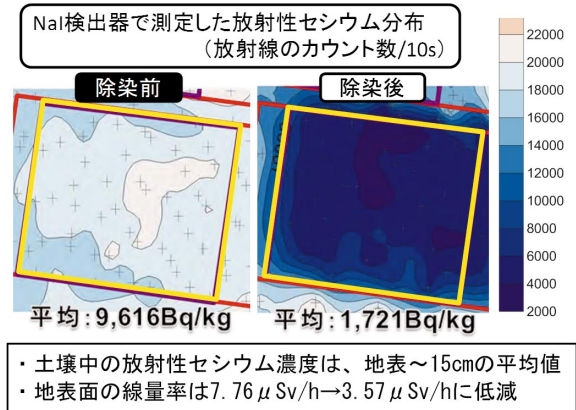 NaI検出器で測定した放射性セシウム分布
（放射線のカウント数/10s）
除染前
除染後
22000
20000
18000
16000
14000
12000
10000
8000
6000
4000
2000
平均：9,616Bq/kg
平均：1,721Bq/kg
・土壌中の放射性セシウム濃度は、地表～15cmの平均値
・地表面の線量率は7.76μSv/h→3.57μSv/hに低減